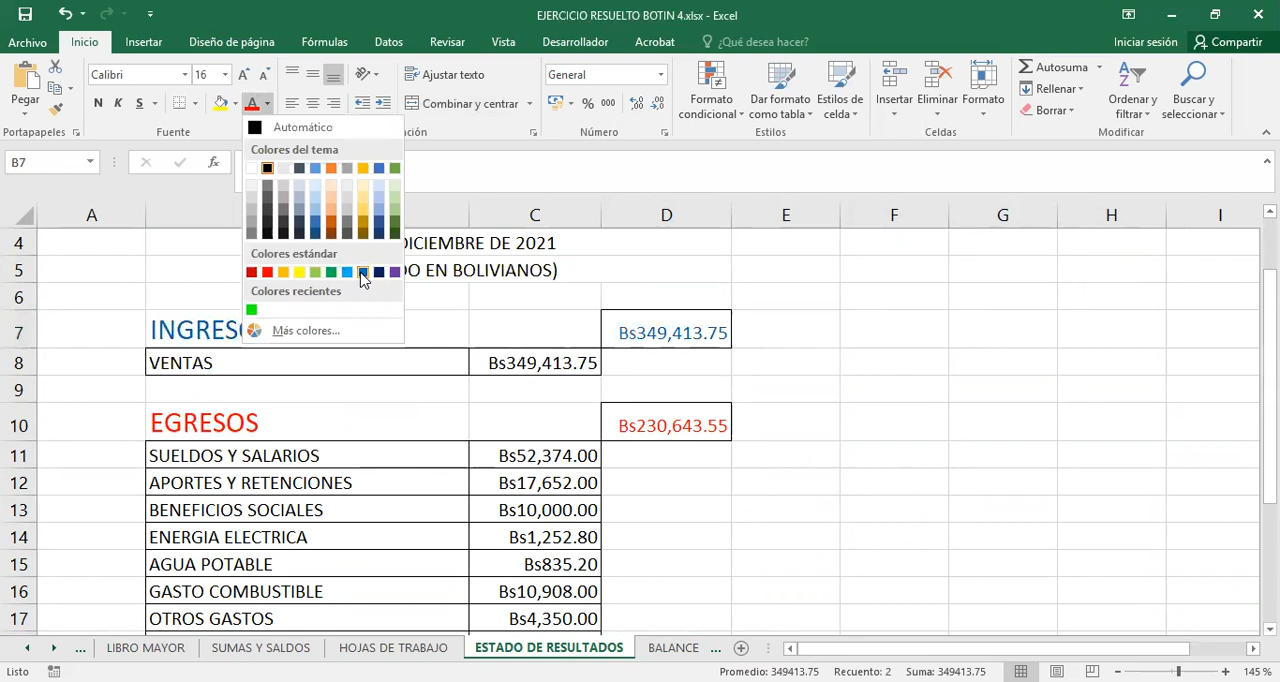 EJERCICIO RESUELTO BOTIN 4.xlsx - Excel
Archivo Inicio Insertar Diseño de página Fórmulas Datos Revisar Vista Desarrollador Acrobat ¿Qué desea hacer? Iniciar sesión Compartir
Pegar
Calibri 16
Ajustar texto
General
N K S
Combinar y centrar
% 000
Formato condicional
Dar formato como tabla
Estilos de celda
Insertar Eliminar Formato
Autosuma
Rellenar
Borrar
Ordenar y filtrar
Buscar y seleccionar
Portapapeles Fuente ción Número Estilos Celdas Modificar
Automático
Colores del tema
Colores estándar
Colores recientes
Más colores...
B7 fx
A C D E F G H I
4 DICIEMBRE DE 2021
5 DO EN BOLIVIANOS)
6
7 INGRESO Bs349,413.75
8 VENTAS Bs349,413.75
9
10 EGRESOS Bs230,643.55
11 SUELDOS Y SALARIOS Bs52,374.00
12 APORTES Y RETENCIONES Bs17,652.00
13 BENEFICIOS SOCIALES Bs10,000.00
14 ENERGIA ELECTRICA Bs1,252.80
15 AGUA POTABLE Bs835.20
16 GASTO COMBUSTIBLE Bs10,908.00
17 OTROS GASTOS Bs4,350.00
... LIBRO MAYOR SUMAS Y SALDOS HOJAS DE TRABAJO ESTADO DE RESULTADOS BALANCE ...
Listo Promedio: 349413.75 Recuento: 2 Suma: 349413.75 145 %